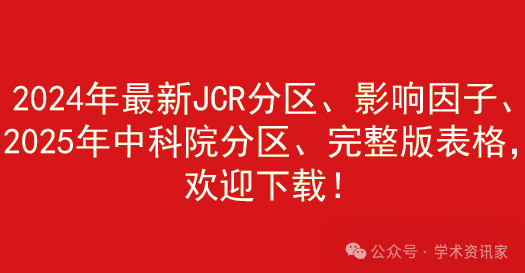 2024年最新JCR分区、影响因子、
2025年中科院分区、完整版表格,
欢迎下载!
公众号·学术资讯家